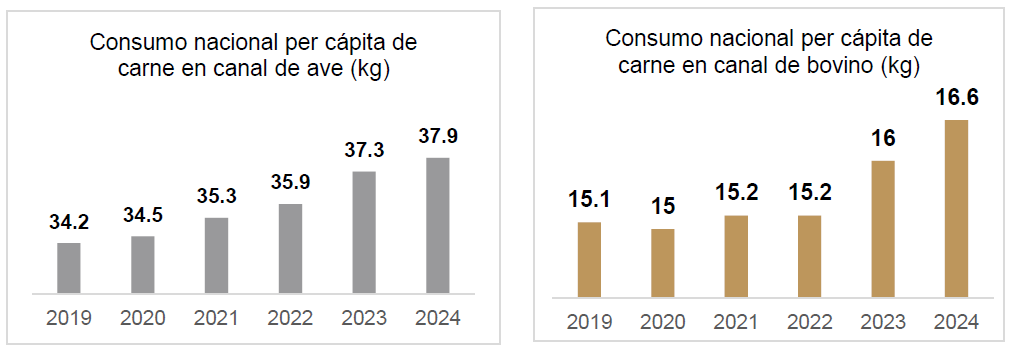 Consumo nacional per cápita de
carne en canal de ave (kg)
34.2
34.5
35.3
35.9
37.3
37.9
2019 2020 2021 2022 2023 2024
Consumo nacional per cápita de
carne en canal de bovino (kg)
15.1
15
15.2
15.2
16
16.6
2019 2020 2021 2022 2023 2024